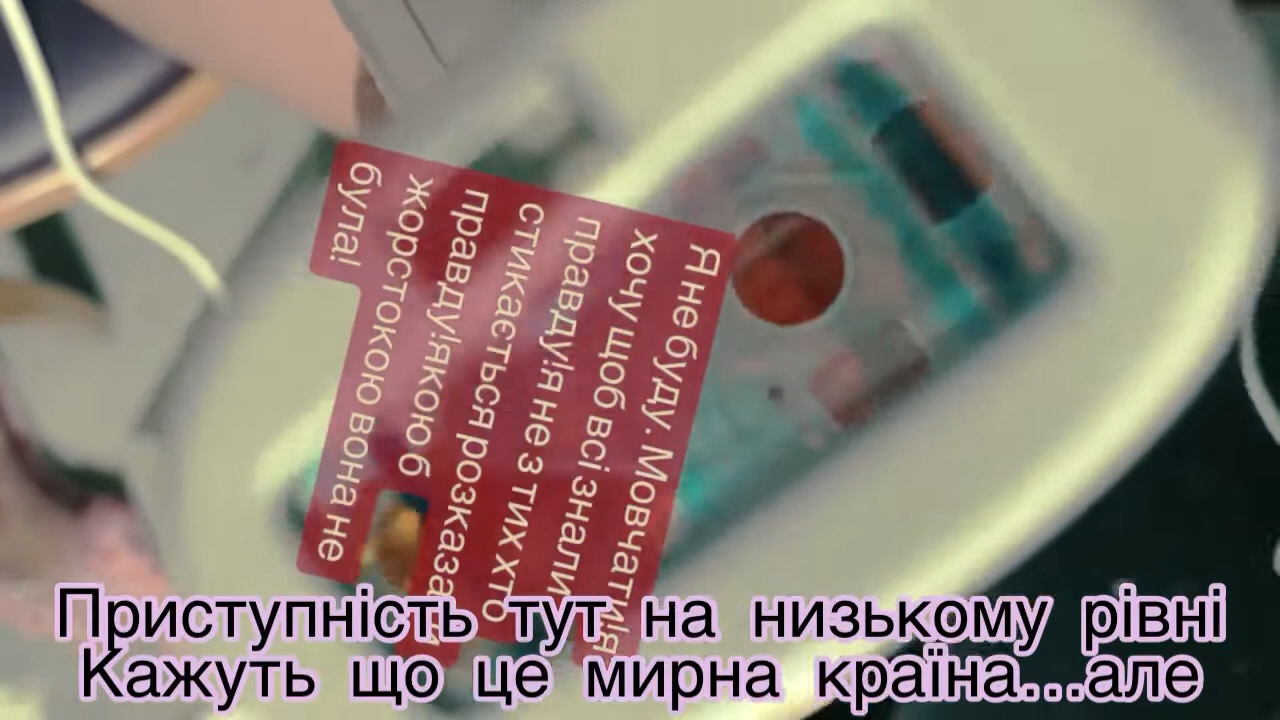 Я не буду. Мовчати!я
хочу щоб всі знали
правду!я не з тих хто
стикається розказати
правду!якою б
жорстокою вона не
була!
Приступність тут на низькому рівні
Кажуть що це мирна країна...але